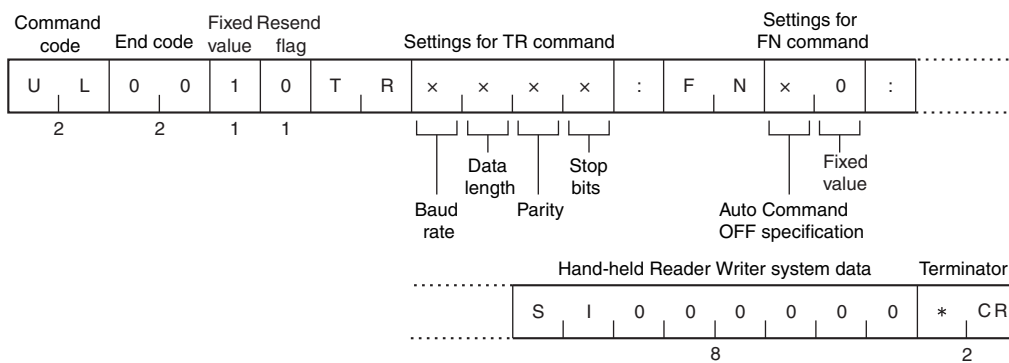 Command code
End code
Fixed value
Resend flag
Settings for TR command
Settings for FN command
U L 0 0 1 0 T R × × × × : F N × 0 :
2 2 1 1
Baud rate
Data length
Parity
Stop bits
Auto Command OFF specification
Fixed value
Hand-held Reader Writer system data
Terminator
S I 0 0 0 0 0 0 * CR
8 2